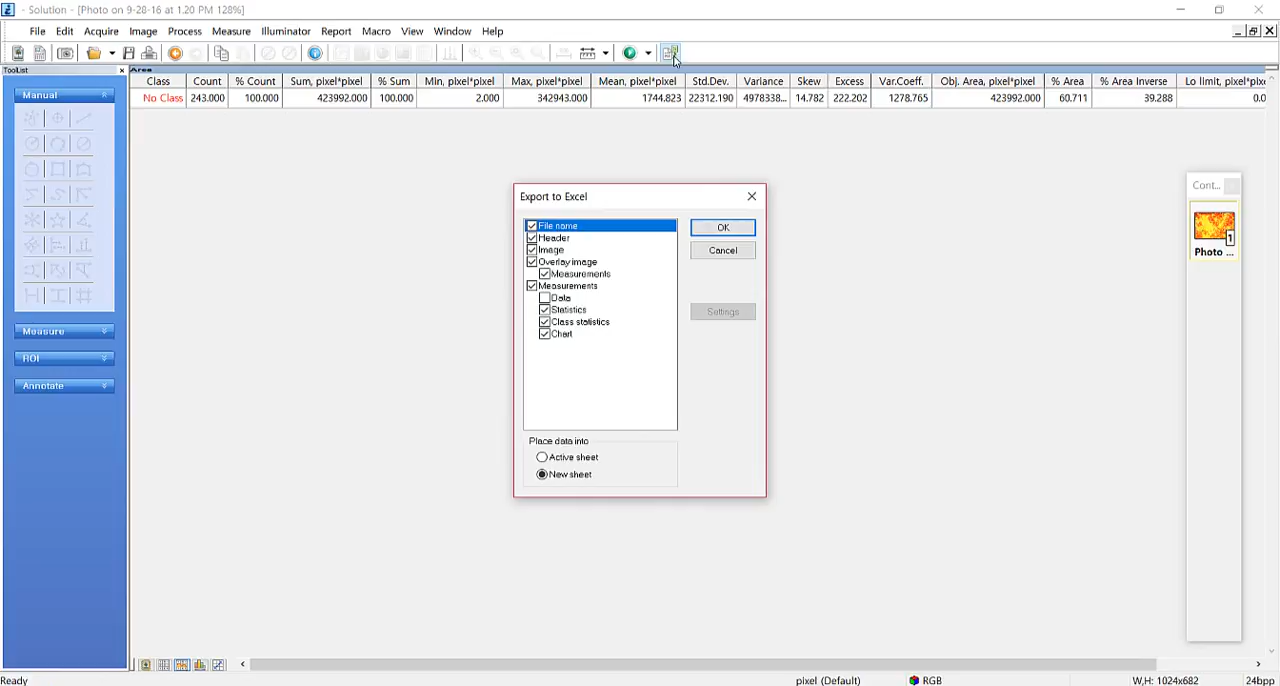 - Solution - [Photo on 9-28-16 at 1.20 PM 128%]
File Edit Acquire Image Process Measure Illuminator Report Macro View Window Help
ToolList
Area
Class Count % Count Sum, pixel*pixel % Sum Min, pixel*pixel Max, pixel*pixel Mean, pixel*pixel Std.Dev. Variance Skew Excess Var.Coeff. Obj. Area, pixel*pixel % Area % Area Inverse Lo limit, pixel*pix
No Class 243.000 100.000 423992.000 100.000 2.000 342943.000 1744.823 22312.190 4978338... 14.782 222.202 1278.765 423992.000 60.711 39.288 0.0
Manual
Measure
ROI
Annotate
Export to Excel
File name
Header
Image
Overlay image
Measurements
Measurements
Data
Statistics
Class statistics
Chart
OK
Cancel
Settings
Place data into
Active sheet
New sheet
Cont...
1
Photo ...
Ready pixel (Default) RGB W,H: 1024x682 24bpp